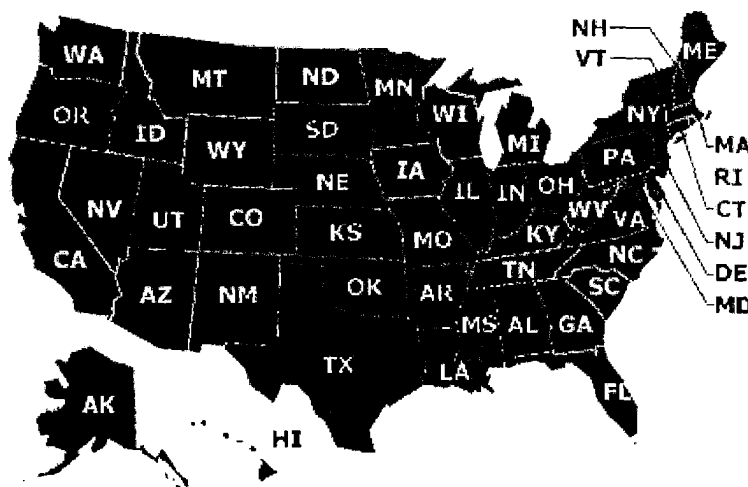 NH
ME
WA
VT
MT
ND
MN
OR
ID
WI
NY
SD
WY
MI
MA
IA
PA
RI
NE
IL
IN
OH
NV
UT
CO
WV
VA
CT
KS
MO
KY
NJ
CA
NC
DE
TN
AZ
NM
OK
AR
SC
MD
MS
AL
GA
TX
LA
FL
AK
HI